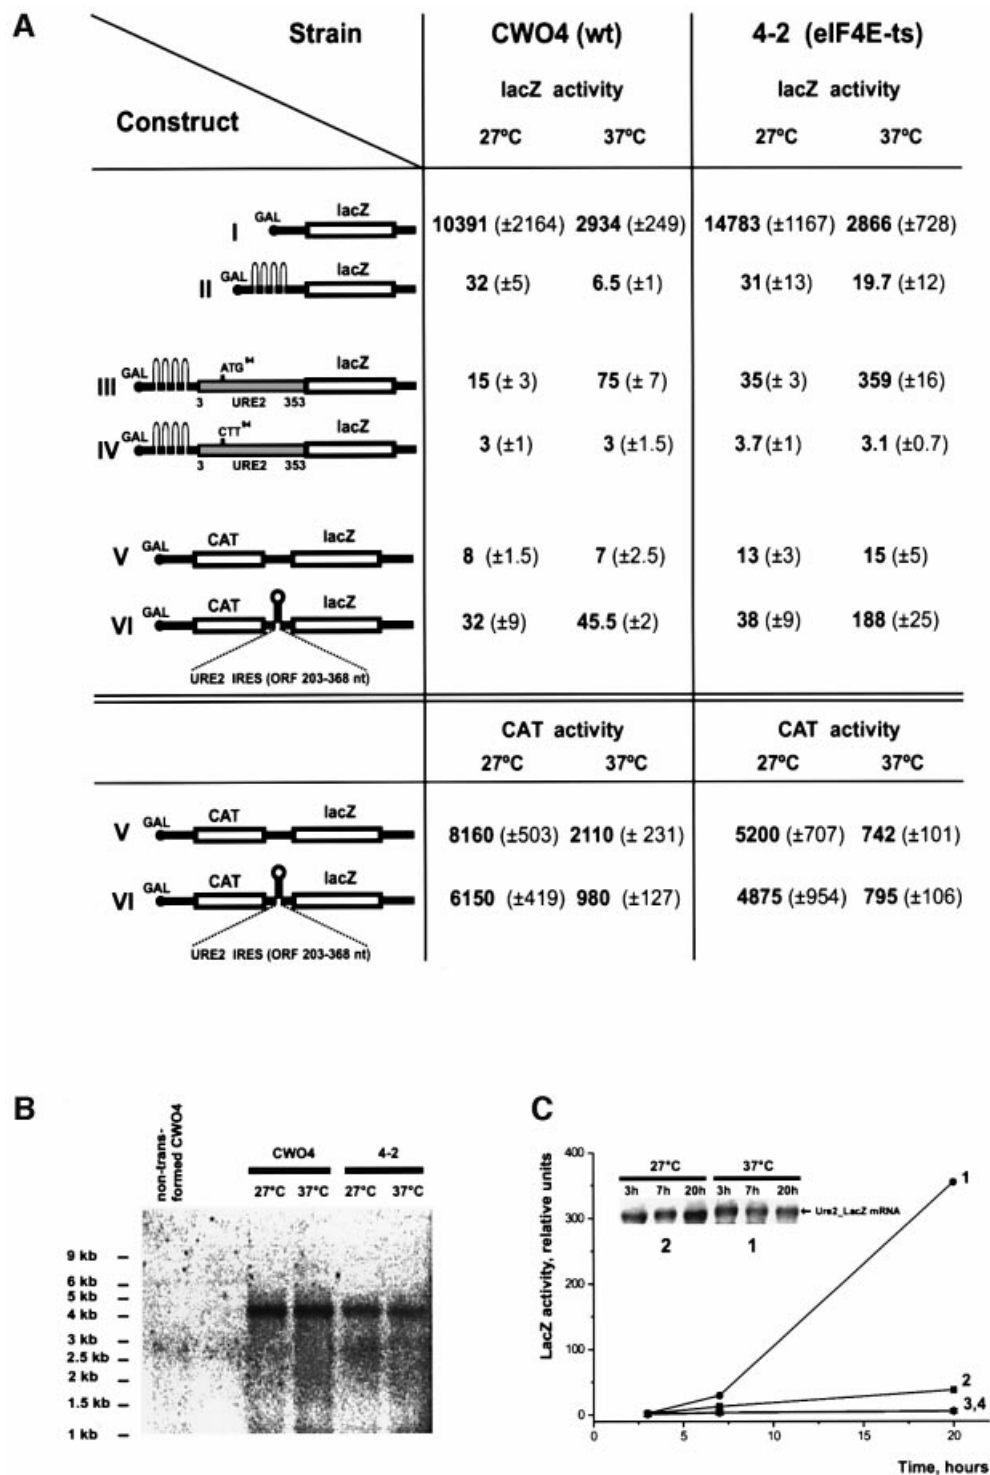 A
Strain CWO4 (wt) 4-2 (eIF4E-ts)
lacZ activity lacZ activity
Construct
27ºC 37ºC 27ºC 37ºC
I GAL lacZ 10391 (±2164) 2934 (±249) 14783 (±1167) 2866 (±728)
II GAL lacZ 32 (±5) 6.5 (±1) 31(±13) 19.7 (±12)
III GAL ATG 3 URE2 353 lacZ 15 (± 3) 75 (± 7) 35(± 3) 359 (±16)
IV GAL CTT 3 URE2 353 lacZ 3 (±1) 3 (±1.5) 3.7(±1) 3.1 (±0.7)
V GAL CAT lacZ 8 (±1.5) 7 (±2.5) 13 (±3) 15 (±5)
VI GAL CAT lacZ 32 (±9) 45.5 (±2) 38 (±9) 188 (±25)
URE2 IRES (ORF 203-368 nt)
CAT activity CAT activity
27ºC 37ºC 27ºC 37ºC
V GAL CAT lacZ 8160 (±503) 2110 (± 231) 5200 (±707) 742 (±101)
VI GAL CAT lacZ 6150 (±419) 980 (±127) 4875 (±954) 795 (±106)
URE2 IRES (ORF 203-368 nt)
B
non-trans-
formed CWO4
CWO4 4-2
27°C 37°C 27°C 37°C
9 kb
6 kb
5 kb
4 kb
3 kb
2.5 kb
2 kb
1.5 kb
1 kb
C
LacZ activity, relative units
400
300
200
100
0
27°C 37°C
3h 7h 20h 3h 7h 20h
Ure2_LacZ mRNA
2 1
1
2
3,4
0 5 10 15 20
Time, hours